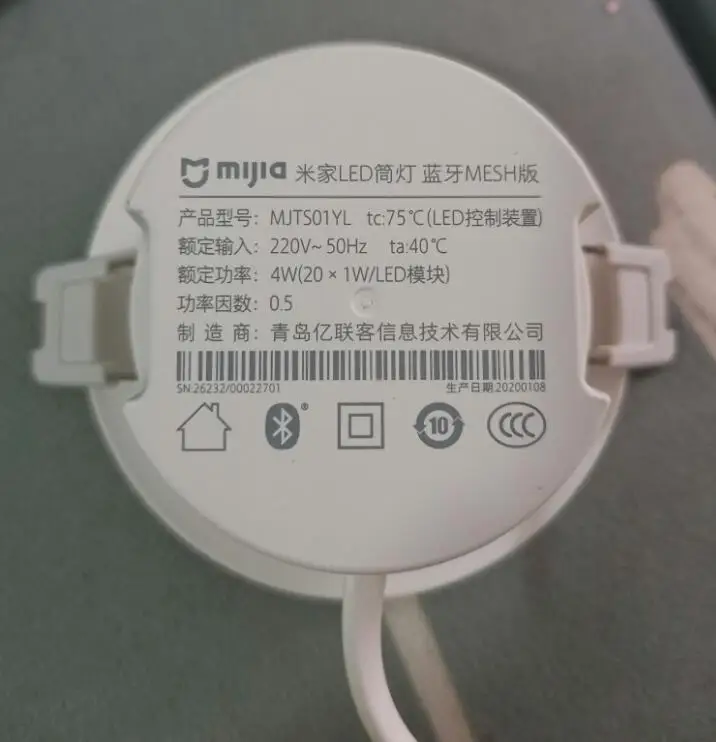 mijia 米家LED筒灯 蓝牙MESH版
产品型号: MJTS01YL tc:75℃(LED控制装置)
额定输入: 220V~ 50Hz ta:40℃
额定功率: 4W(20 × 1W/LED模块)
功率因数: 0.5
制 造 商: 青岛亿联客信息技术有限公司
SN:26232/00022701 生产日期:20200108
® 10 CCC